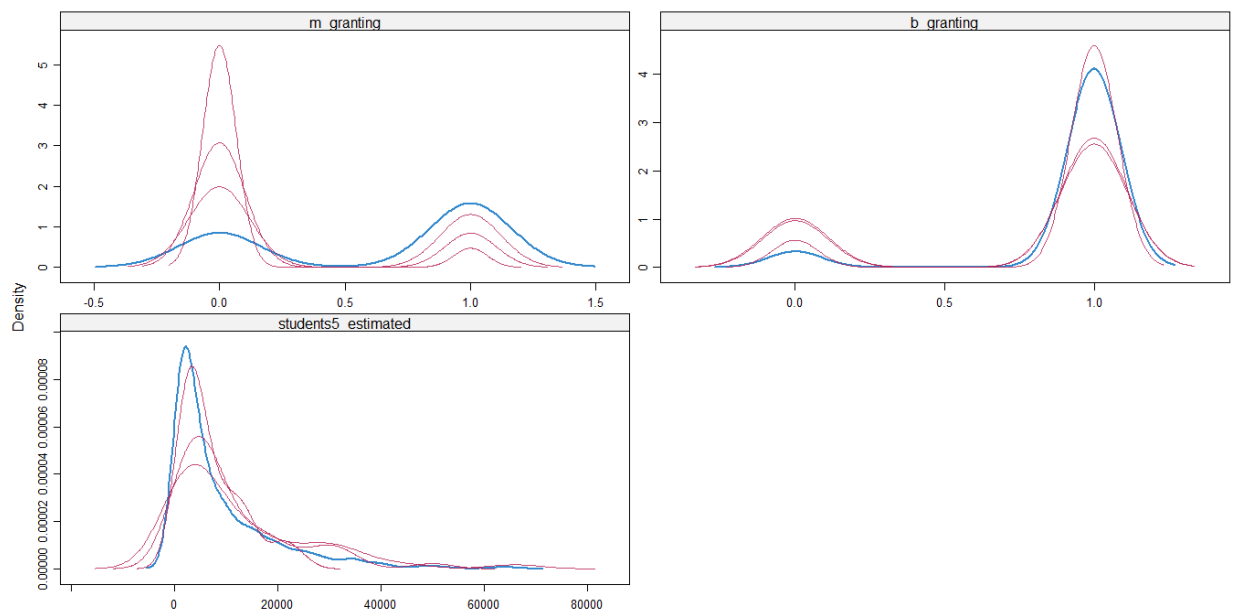 m_granting
b_granting
0 1 2 3 4 5
0 1 2 3 4
-0.5 0.0 0.5 1.0 1.5
0.0 0.5 1.0
Density
students5_estimated
0.00000 0.00002 0.00004 0.00006 0.00008
0 20000 40000 60000 80000